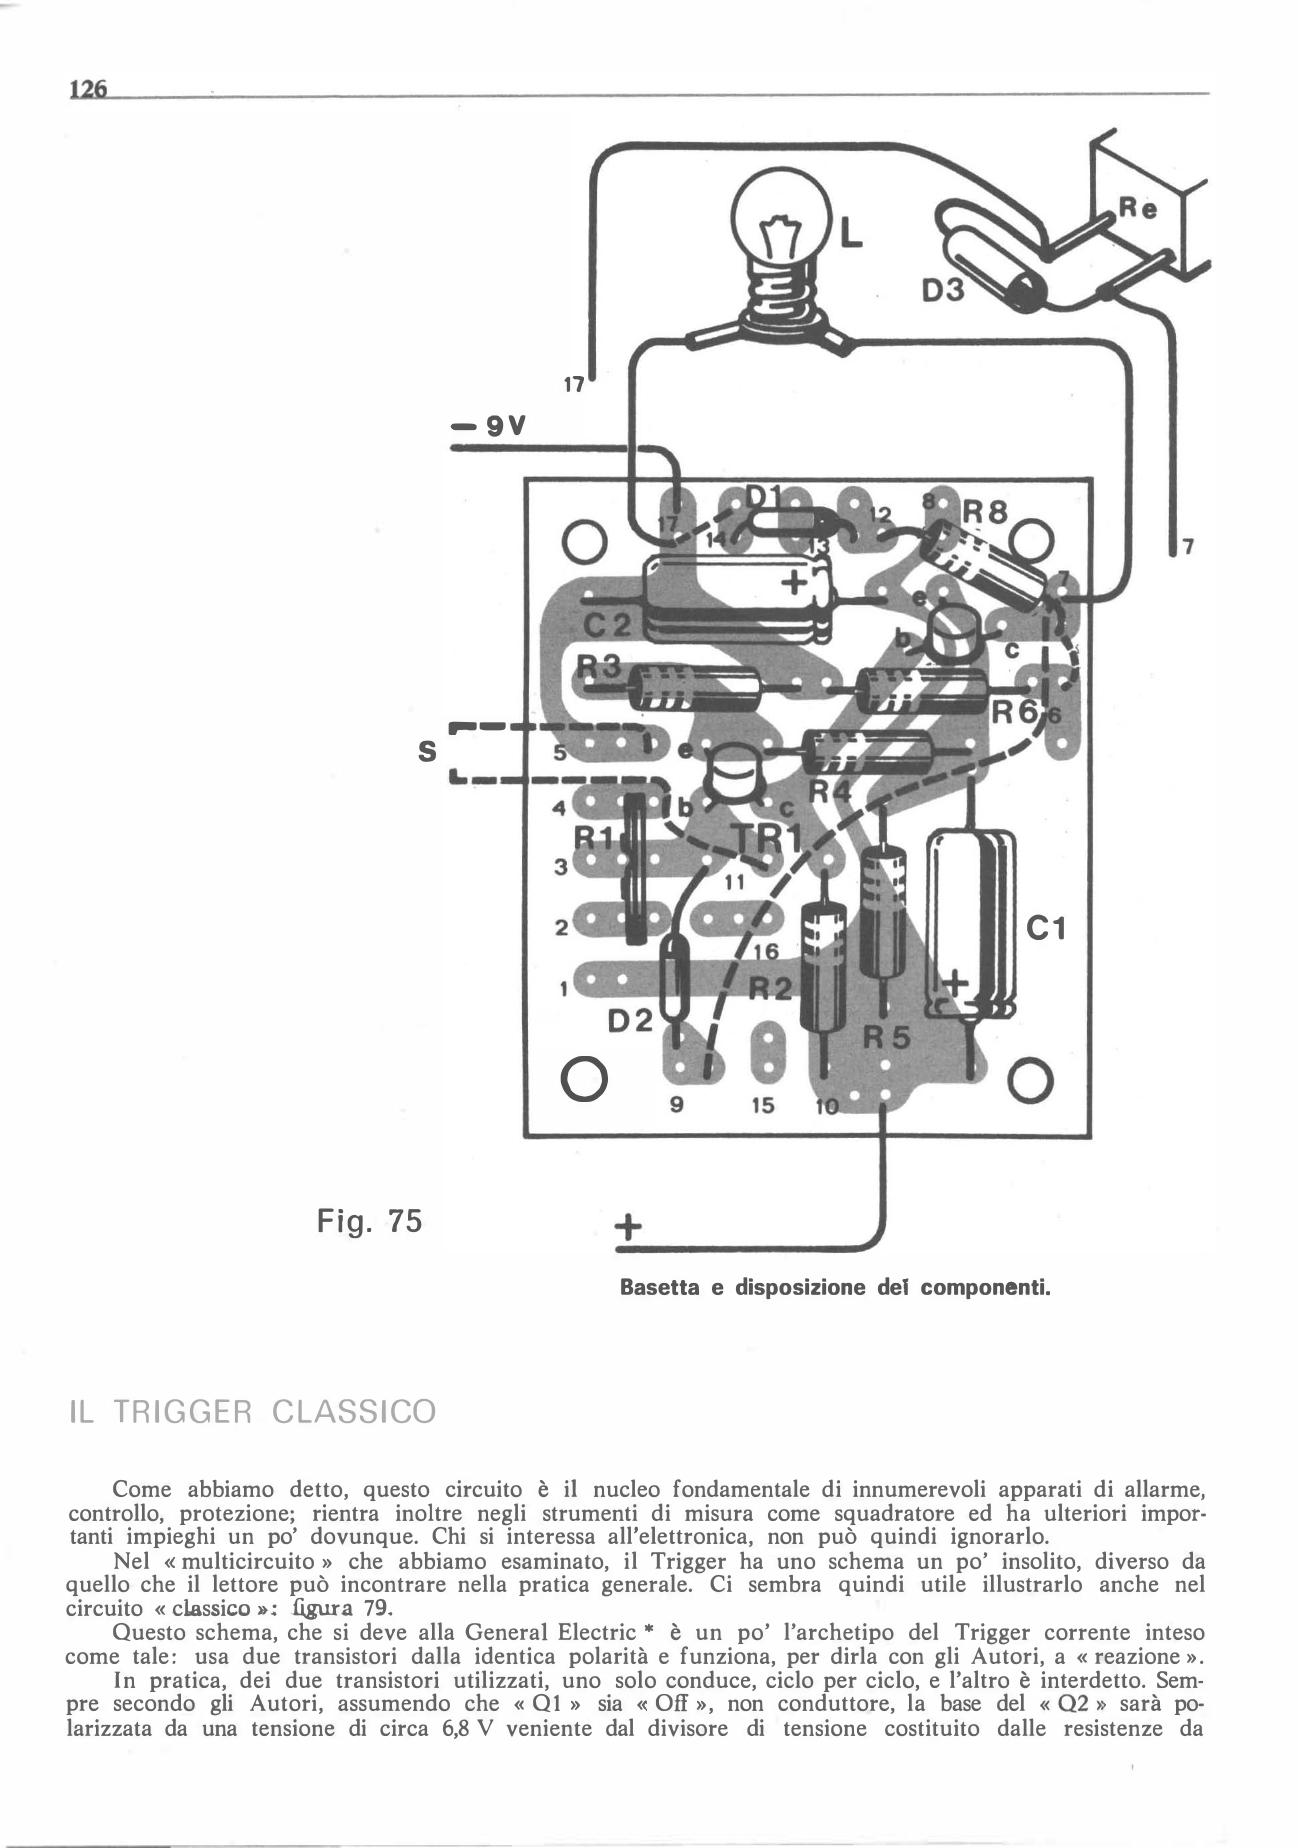 126
Re
L
D3
17
— 9V
D1
8
R8
17
14
13
12
7
7
+
e
C2
b
c
R3
R6
6
S
5
e
R4
4
b
c
R1
TR1
3
11
2
C1
16
1
R2
+
D2
R5
9
15
10
Fig. 75
+
Basetta e disposizione dei componenti.
IL TRIGGER CLASSICO
Come abbiamo detto, questo circuito è il nucleo fondamentale di innumerevoli apparati di allarme,
controllo, protezione; rientra inoltre negli strumenti di misura come squadratore ed ha ulteriori impor-
tanti impieghi un po’ dovunque. Chi si interessa all’elettronica, non può quindi ignorarlo.
Nel « multicircuito » che abbiamo esaminato, il Trigger ha uno schema un po’ insolito, diverso da
quello che il lettore può incontrare nella pratica generale. Ci sembra quindi utile illustrarlo anche nel
circuito « classico »: figura 79.
Questo schema, che si deve alla General Electric * è un po’ l’archetipo del Trigger corrente inteso
come tale: usa due transistori dalla identica polarità e funziona, per dirla con gli Autori, a « reazione ».
In pratica, dei due transistori utilizzati, uno solo conduce, ciclo per ciclo, e l’altro è interdetto. Sem-
pre secondo gli Autori, assumendo che « Q1 » sia « Off », non conduttore, la base del « Q2 » sarà po-
larizzata da una tensione di circa 6,8 V veniente dal divisore di tensione costituito dalle resistenze da